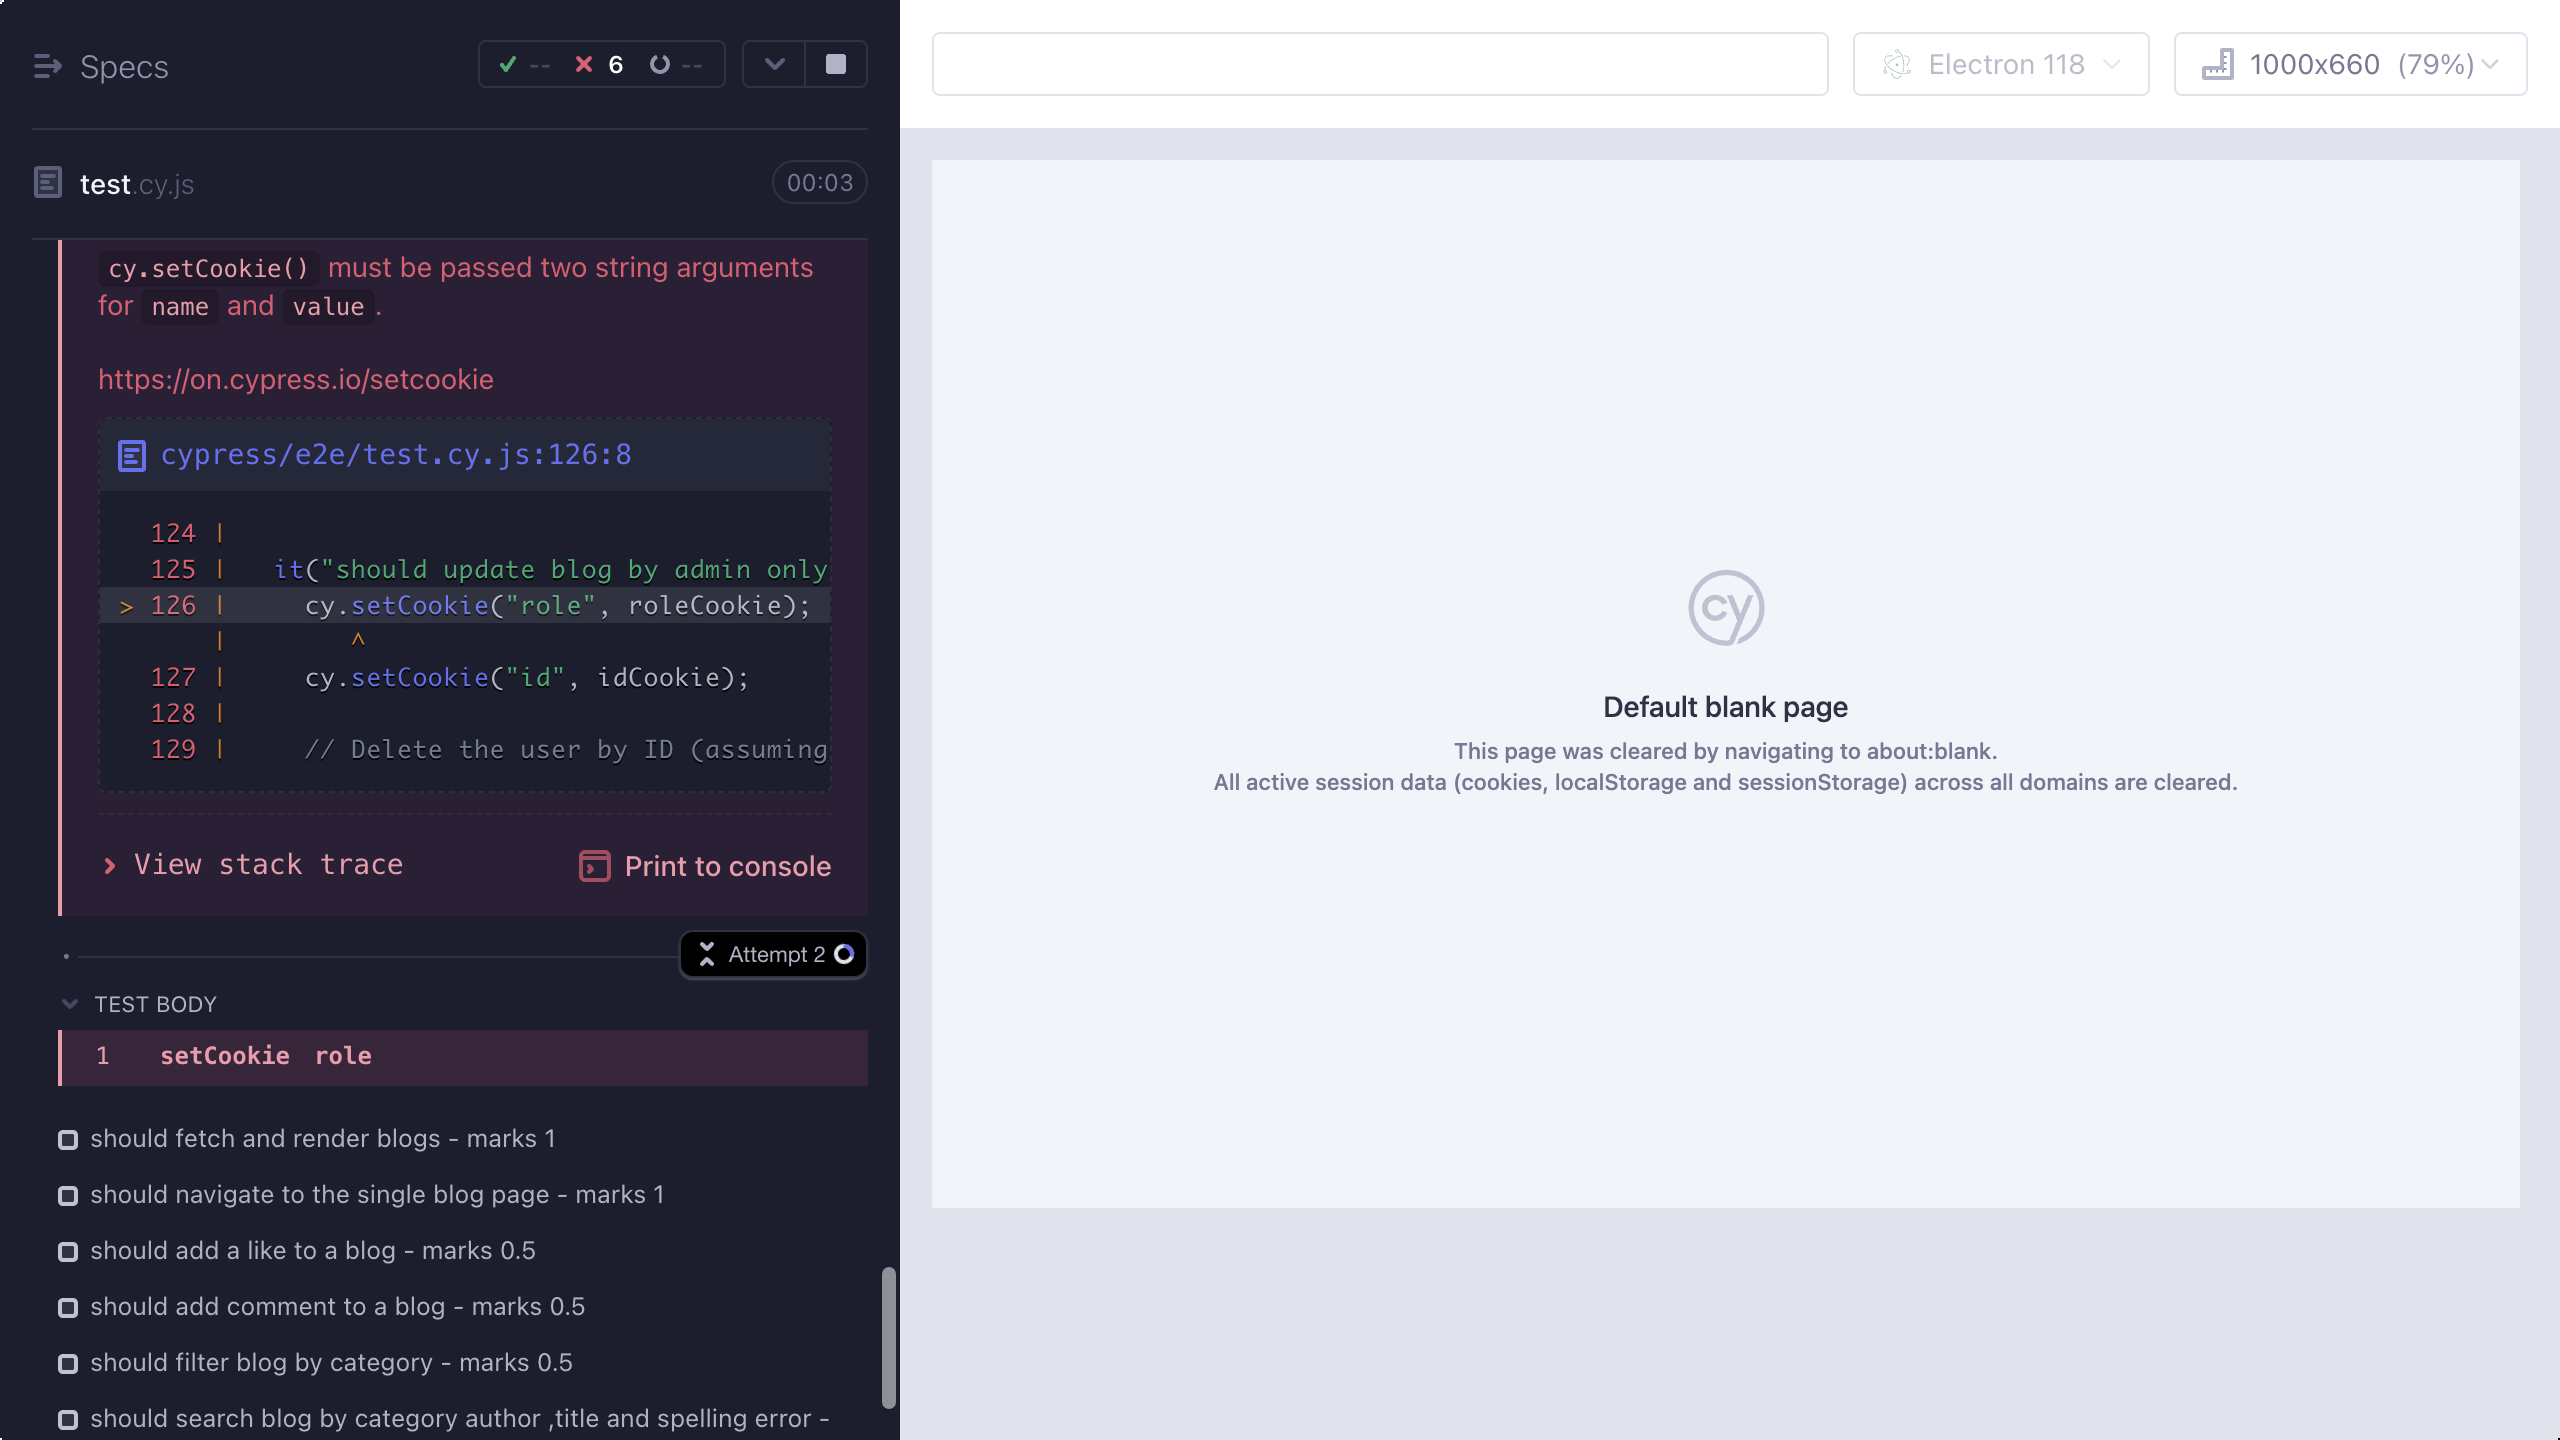 Specs
-- 6 --
test.cy.js
00:03
cy.setCookie() must be passed two string arguments
for name and value .
https://on.cypress.io/setcookie
cypress/e2e/test.cy.js:126:8
124 |
125 | it("should update blog by admin only
> 126 | cy.setCookie("role", roleCookie);
| ^
127 | cy.setCookie("id", idCookie);
128 |
129 | // Delete the user by ID (assuming
View stack trace
Print to console
Attempt 2
TEST BODY
1 setCookie role
should fetch and render blogs - marks 1
should navigate to the single blog page - marks 1
should add a like to a blog - marks 0.5
should add comment to a blog - marks 0.5
should filter blog by category - marks 0.5
should search blog by category author ,title and spelling error -
Electron 118
1000x660 (79%)
cy
Default blank page
This page was cleared by navigating to about:blank.
All active session data (cookies, localStorage and sessionStorage) across all domains are cleared.